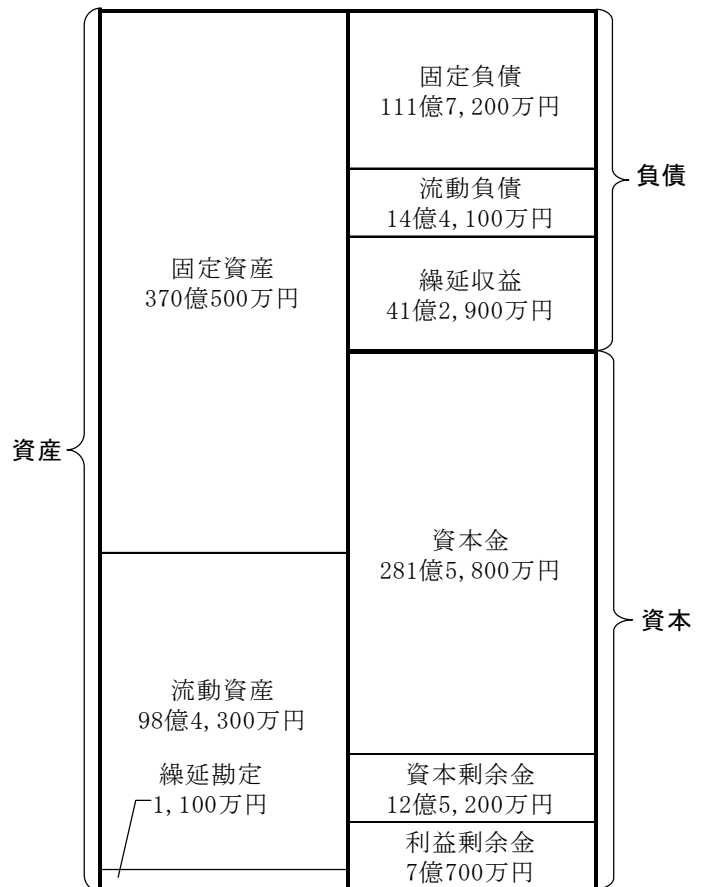 資産
固定資産
370億500万円
流動資産
98億4,300万円
繰延勘定
1,100万円
固定負債
111億7,200万円
流動負債
14億4,100万円
繰延収益
41億2,900万円
負債
資本金
281億5,800万円
資本剰余金
12億5,200万円
利益剰余金
7億700万円
資本